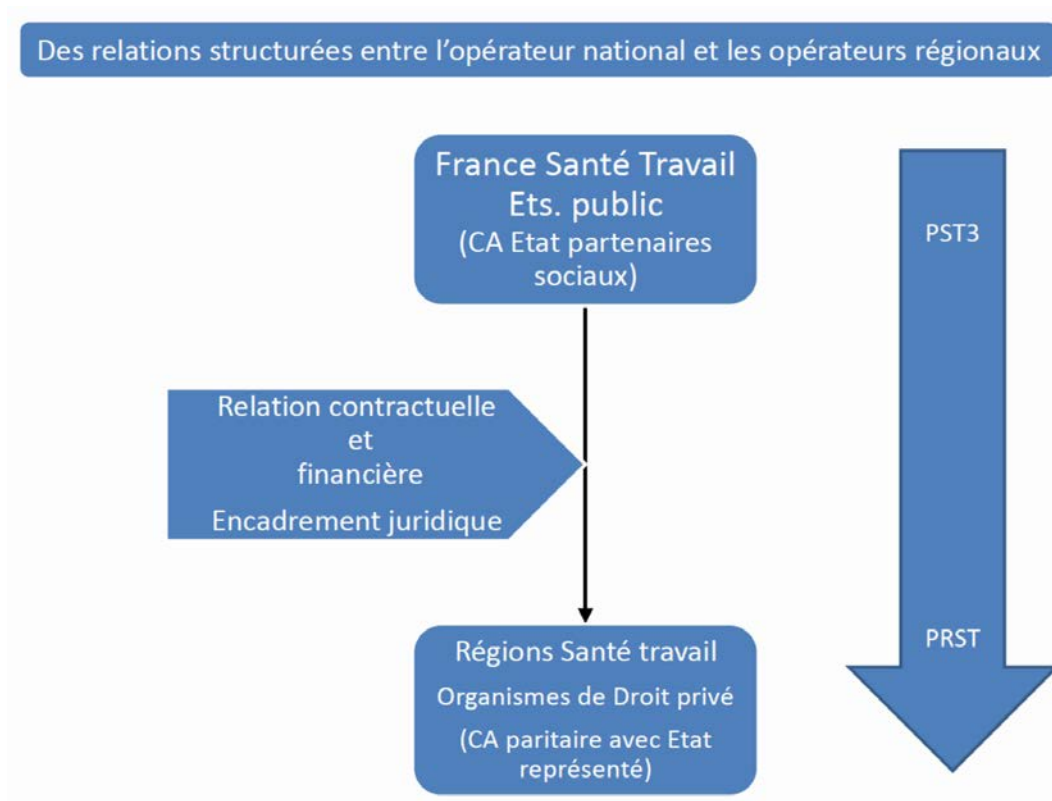 Des relations structurées entre l'opérateur national et les opérateurs régionaux
France Santé Travail
Ets. public
(CA Etat partenaires
sociaux)
PST3
Relation contractuelle
et
financière
Encadrement juridique
Régions Santé travail
Organismes de Droit privé
(CA paritaire avec Etat
représenté)
PRST